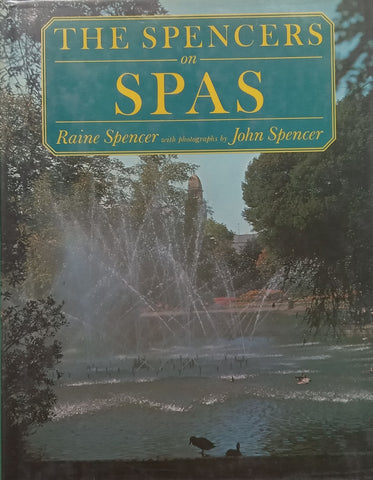 THE SPENCERS
on
SPAS
Raine Spencer with photographs by John Spencer